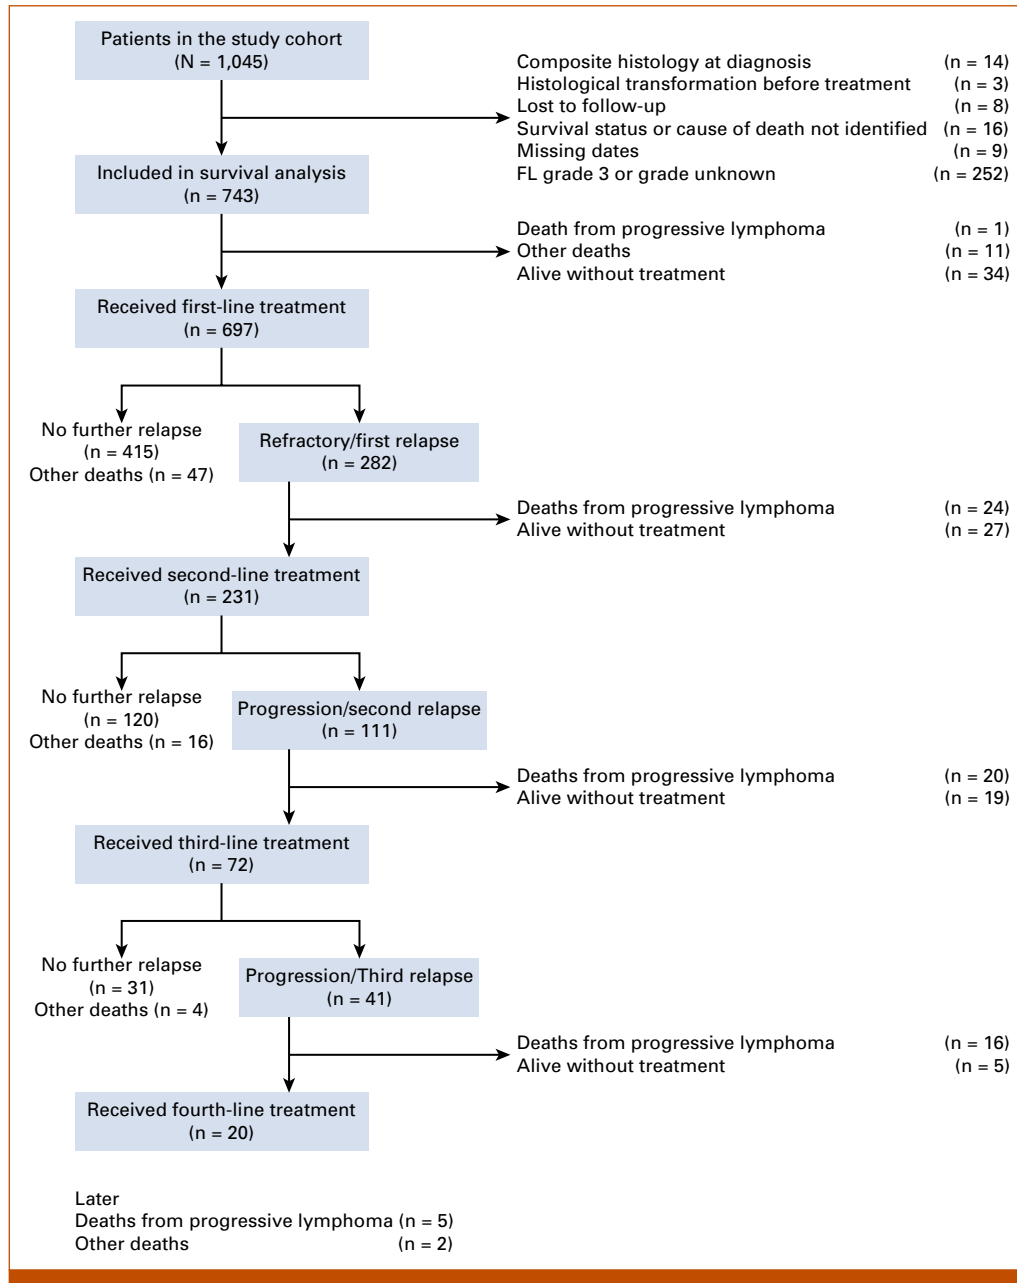 Patients in the study cohort
(N = 1,045)
Composite histology at diagnosis (n = 14)
Histological transformation before treatment (n = 3)
Lost to follow-up (n = 8)
Survival status or cause of death not identified (n = 16)
Missing dates (n = 9)
FL grade 3 or grade unknown (n = 252)
Included in survival analysis
(n = 743)
Death from progressive lymphoma (n = 1)
Other deaths (n = 11)
Alive without treatment (n = 34)
Received first-line treatment
(n = 697)
No further relapse
(n = 415)
Other deaths (n = 47)
Refractory/first relapse
(n = 282)
Deaths from progressive lymphoma (n = 24)
Alive without treatment (n = 27)
Received second-line treatment
(n = 231)
No further relapse
(n = 120)
Other deaths (n = 16)
Progression/second relapse
(n = 111)
Deaths from progressive lymphoma (n = 20)
Alive without treatment (n = 19)
Received third-line treatment
(n = 72)
No further relapse
(n = 31)
Other deaths (n = 4)
Progression/Third relapse
(n = 41)
Deaths from progressive lymphoma (n = 16)
Alive without treatment (n = 5)
Received fourth-line treatment
(n = 20)
Later
Deaths from progressive lymphoma (n = 5)
Other deaths (n = 2)